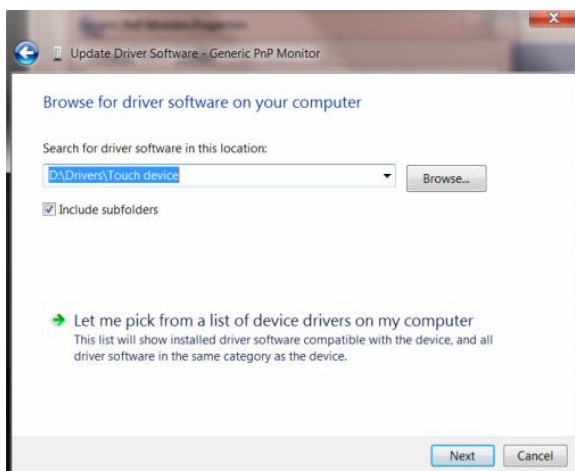 Update Driver Software - Generic PnP Monitor
Browse for driver software on your computer
Search for driver software in this location:
D:\Drivers\Touch device
Browse...
Include subfolders
Let me pick from a list of device drivers on my computer
This list will show installed driver software compatible with the device, and all
driver software in the same category as the device.
Next
Cancel